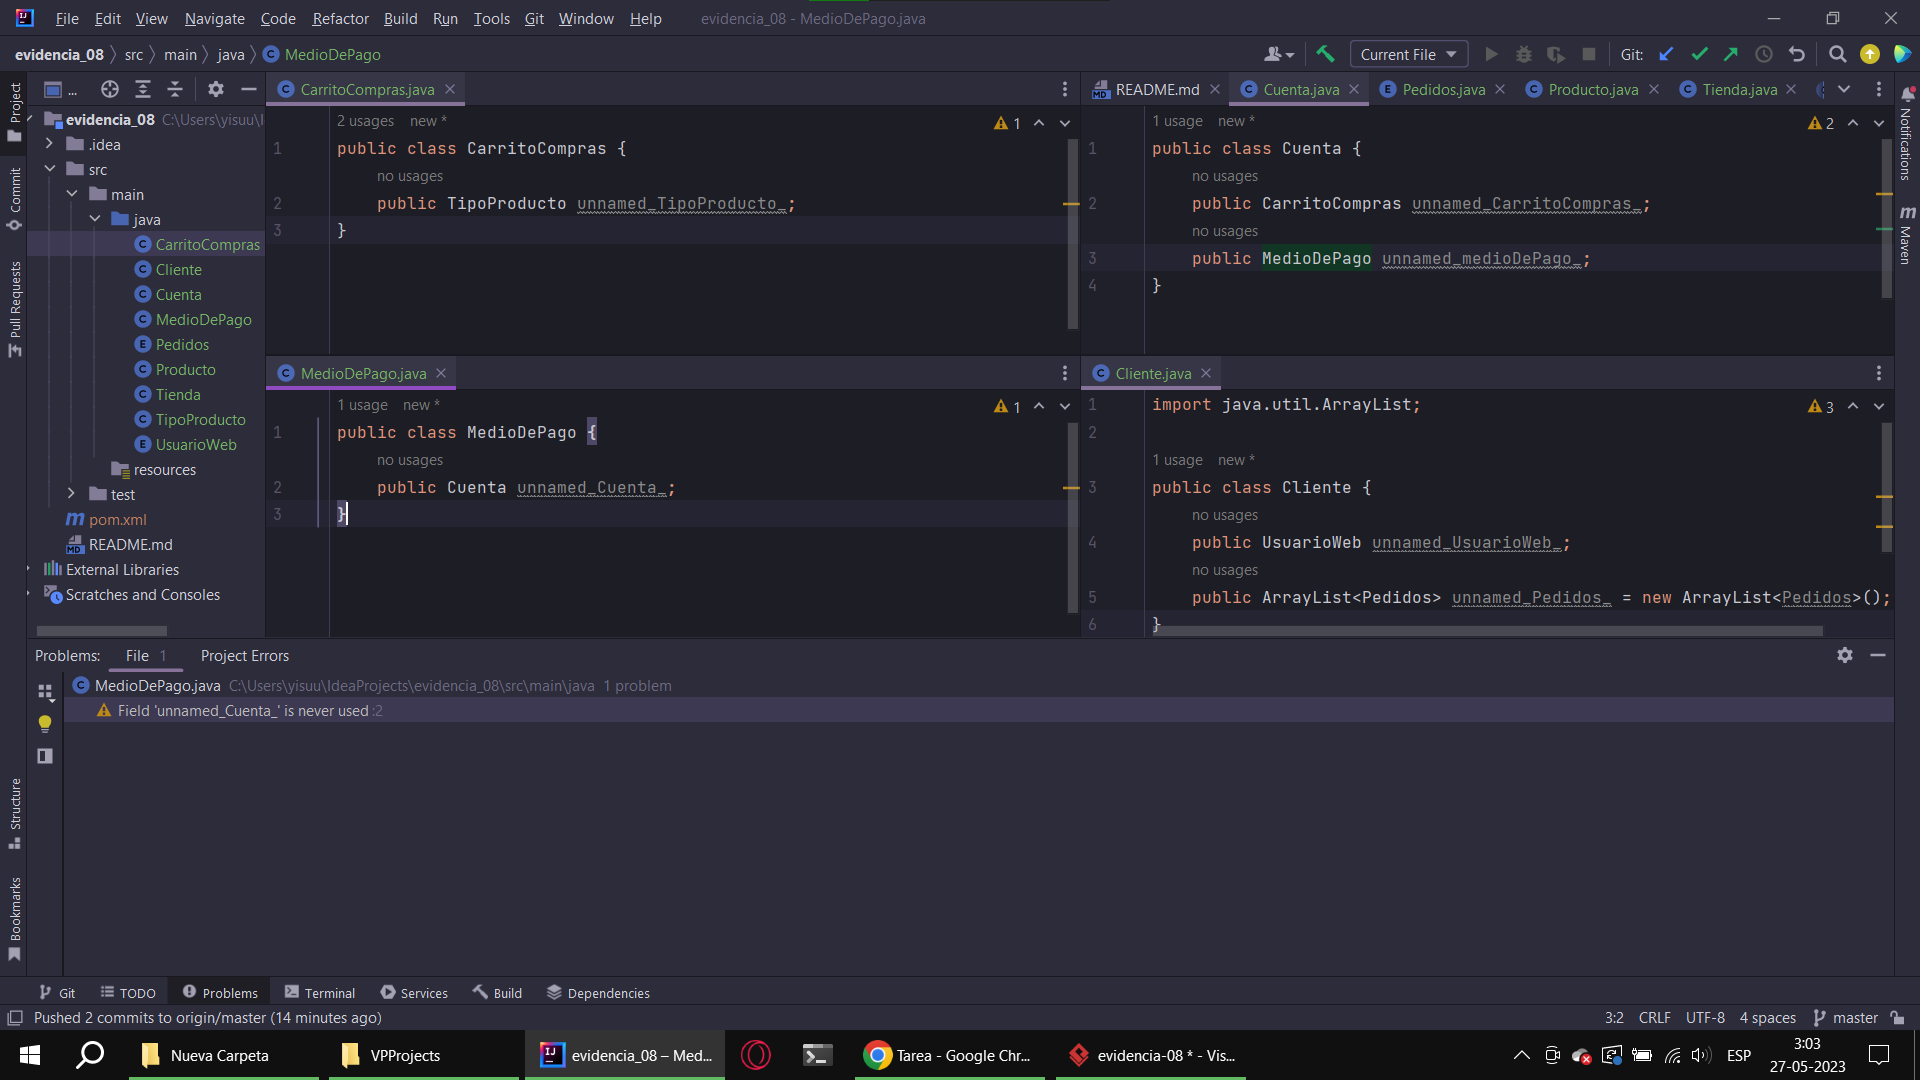 File Edit View Navigate Code Refactor Build Run Tools Git Window Help evidencia_08 - MedioDePago.java
evidencia_08 src main java MedioDePago
Current File Git:
Project
Commit
Pull Requests
Structure
Bookmarks
...
evidencia_08 C:\Users\yisuu\I
.idea
src
main
java
CarritoCompras
Cliente
Cuenta
MedioDePago
Pedidos
Producto
Tienda
TipoProducto
UsuarioWeb
resources
test
pom.xml
README.md
External Libraries
Scratches and Consoles
CarritoCompras.java
2 usages new *
1
1 public class CarritoCompras {
no usages
2 public TipoProducto unnamed_TipoProducto_;
3 }
README.md Cuenta.java Pedidos.java Producto.java Tienda.java
1 usage new *
2
1 public class Cuenta {
no usages
2 public CarritoCompras unnamed_CarritoCompras_;
no usages
3 public MedioDePago unnamed_medioDePago_;
4 }
MedioDePago.java
1 usage new *
1
1 public class MedioDePago {
no usages
2 public Cuenta unnamed_Cuenta_;
3 }
Cliente.java
1 import java.util.ArrayList;
3
2
1 usage new *
3 public class Cliente {
no usages
4 public UsuarioWeb unnamed_UsuarioWeb_;
no usages
5 public ArrayList<Pedidos> unnamed_Pedidos_ = new ArrayList<Pedidos>();
6 }
Notifications
Maven
Problems: File 1 Project Errors
MedioDePago.java C:\Users\yisuu\IdeaProjects\evidencia_08\src\main\java 1 problem
Field 'unnamed_Cuenta_' is never used :2
Git TODO Problems Terminal Services Build Dependencies
Pushed 2 commits to origin/master (14 minutes ago) 3:2 CRLF UTF-8 4 spaces master
Nueva Carpeta VPProjects evidencia_08 – Med... Tarea - Google Chr... evidencia-08 * - Vis... ESP
3:03
27-05-2023